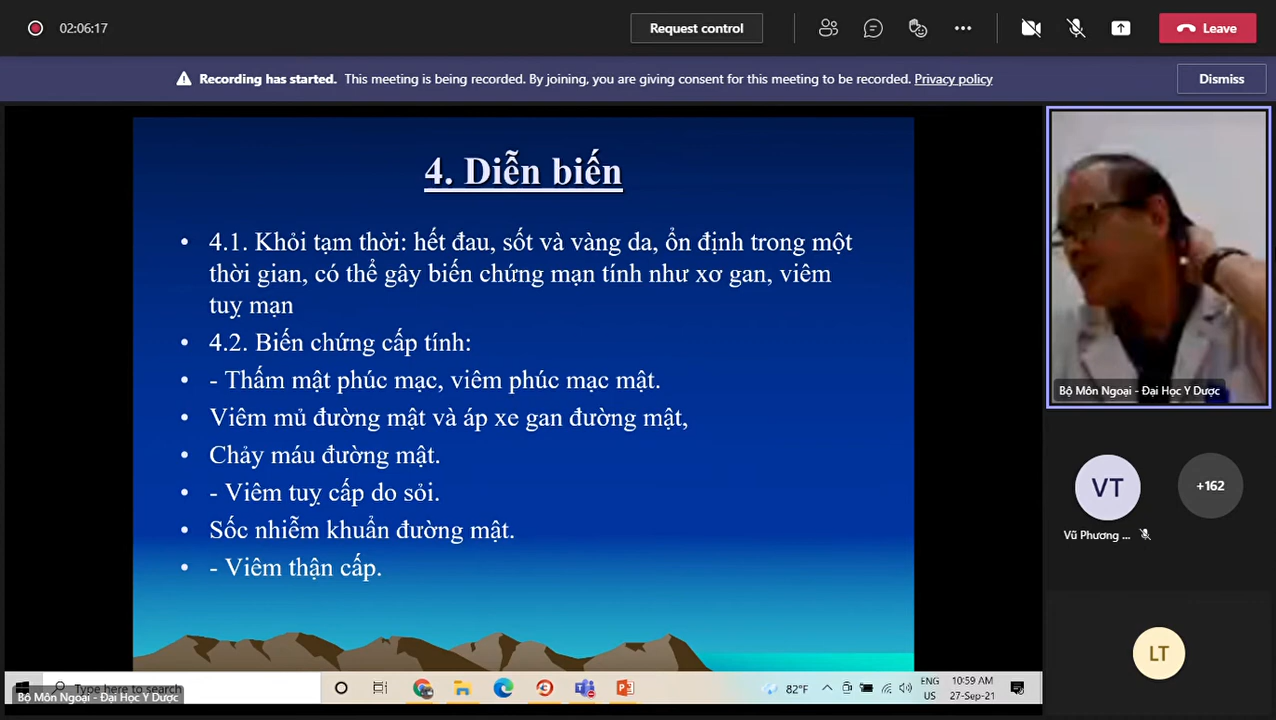 02:06:17
Request control
Leave
Recording has started. This meeting is being recorded. By joining, you are giving consent for this meeting to be recorded. Privacy policy
Dismiss
4. Diễn biến
• 4.1. Khỏi tạm thời: hết đau, sốt và vàng da, ổn định trong một
thời gian, có thể gây biến chứng mạn tính như xơ gan, viêm
tuỵ mạn
• 4.2. Biến chứng cấp tính:
• - Thấm mật phúc mạc, viêm phúc mạc mật.
• Viêm mủ đường mật và áp xe gan đường mật,
• Chảy máu đường mật.
• - Viêm tuỵ cấp do sỏi.
• Sốc nhiễm khuẩn đường mật.
• - Viêm thận cấp.
Bộ Môn Ngoại - Đại Học Y Dược
VT
+162
Vũ Phương ...
LT
Type here to search
Bộ Môn Ngoại - Đại Học Y Dược
82°F
ENG
US
10:59 AM
27-Sep-21